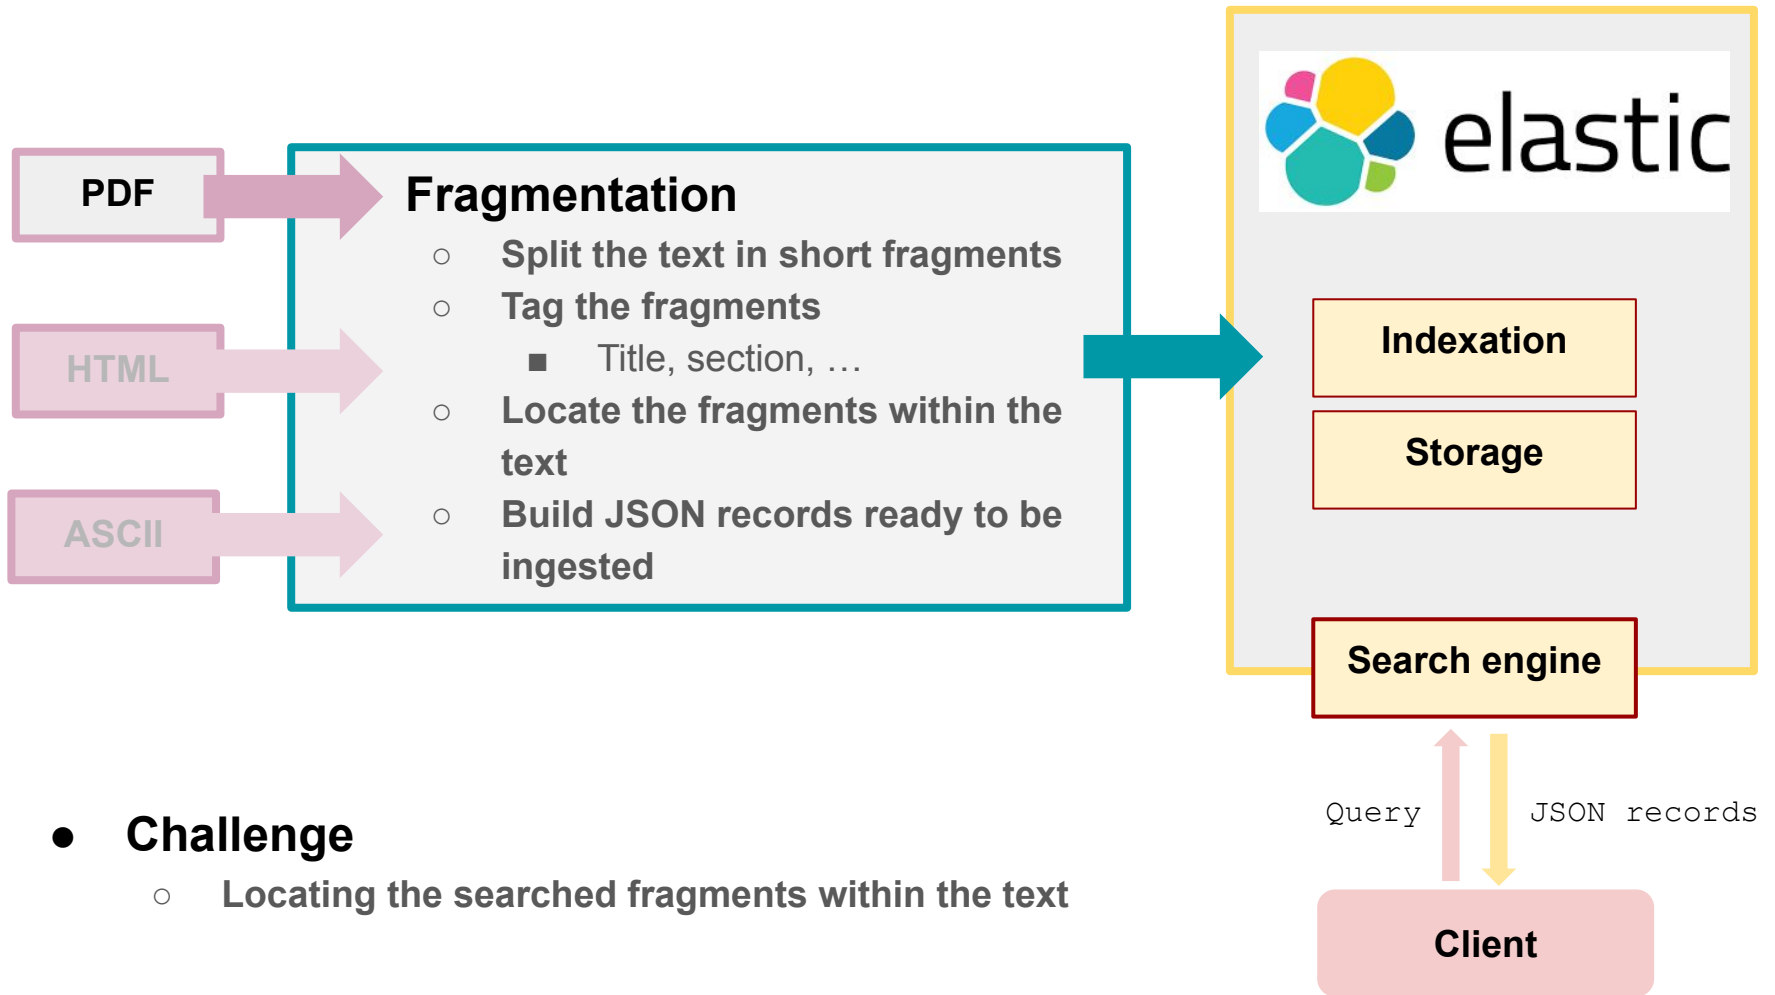 elastic
PDF
HTML
ASCII
Fragmentation
○ Split the text in short fragments
○ Tag the fragments
■ Title, section, …
○ Locate the fragments within the
text
○ Build JSON records ready to be
ingested
Indexation
Storage
Search engine
Query
JSON records
Client
● Challenge
○ Locating the searched fragments within the text